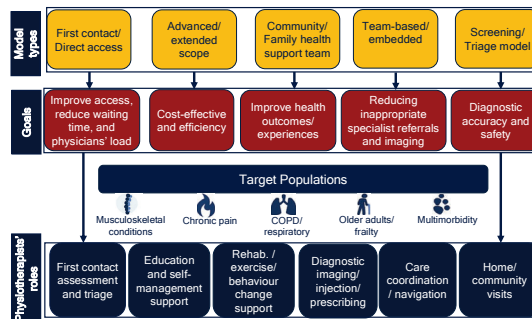 Model types
First contact/
Direct access
Advanced/
extended
scope
Community/
Family health
support team
Team-based/
embedded
Screening/
Triage model
Goals
Improve access,
reduce waiting
time, and
physicians' load
Cost-effective
and efficiency
Improve health
outcomes/
experiences
Reducing
inappropriate
specialist referrals
and imaging
Diagnostic
accuracy and
safety
Target Populations
Musculoskeletal
conditions
Chronic pain
COPD/
respiratory
Older adults/
frailty
Multimorbidity
Physiotherapists' roles
First contact
assessment
and triage
Education
and self-
management
support
Rehab. /
exercise/
behaviour
change support
Diagnostic
imaging/
injection/
prescribing
Care
coordination
/ navigation
Home/
community
visits